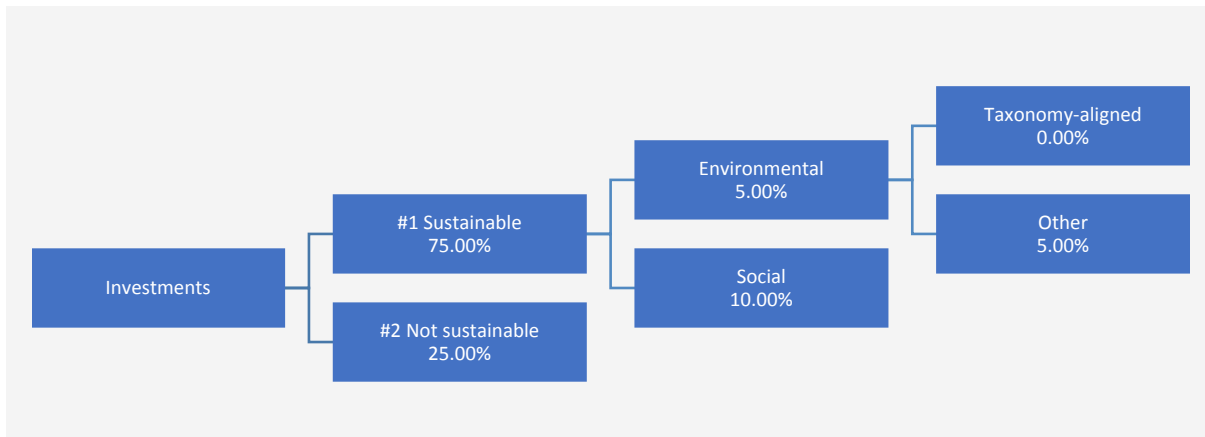 Investments
#1 Sustainable
75.00%
#2 Not sustainable
25.00%
Environmental
5.00%
Social
10.00%
Taxonomy-aligned
0.00%
Other
5.00%